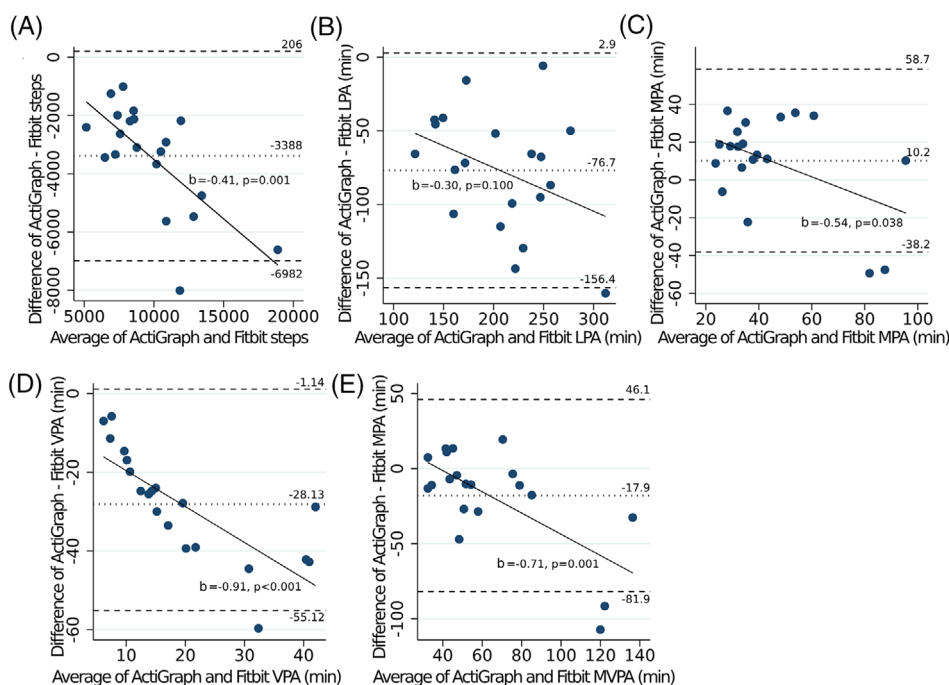 (A)
Difference of ActiGraph - Fitbit steps
0
-2000
-4000
-6000
-8000
206
-3388
b=-0.41, p=0.001
-6982
5000 10000 15000 20000
Average of ActiGraph and Fitbit steps
(B)
Difference of ActiGraph - Fitbit LPA (min)
0
-50
-100
-150
2.9
-76.7
b=-0.30, p=0.100
-156.4
100 150 200 250 300
Average of ActiGraph and Fitbit LPA (min)
(C)
Difference of ActiGraph - Fitbit MPA (min)
40
20
0
-20
-40
-60
58.7
10.2
b=-0.54, p=0.038
-38.2
20 40 60 80 100
Average of ActiGraph and Fitbit MPA (min)
(D)
Difference of ActiGraph - Fitbit VPA (min)
0
-20
-40
-60
-1.14
-28.13
b=-0.91, p<0.001
-55.12
10 20 30 40
Average of ActiGraph and Fitbit VPA (min)
(E)
Difference of ActiGraph - Fitbit MPA (min)
50
0
-50
-100
46.1
-17.9
b=-0.71, p=0.001
-81.9
40 60 80 100 120 140
Average of ActiGraph and Fitbit MVPA (min)